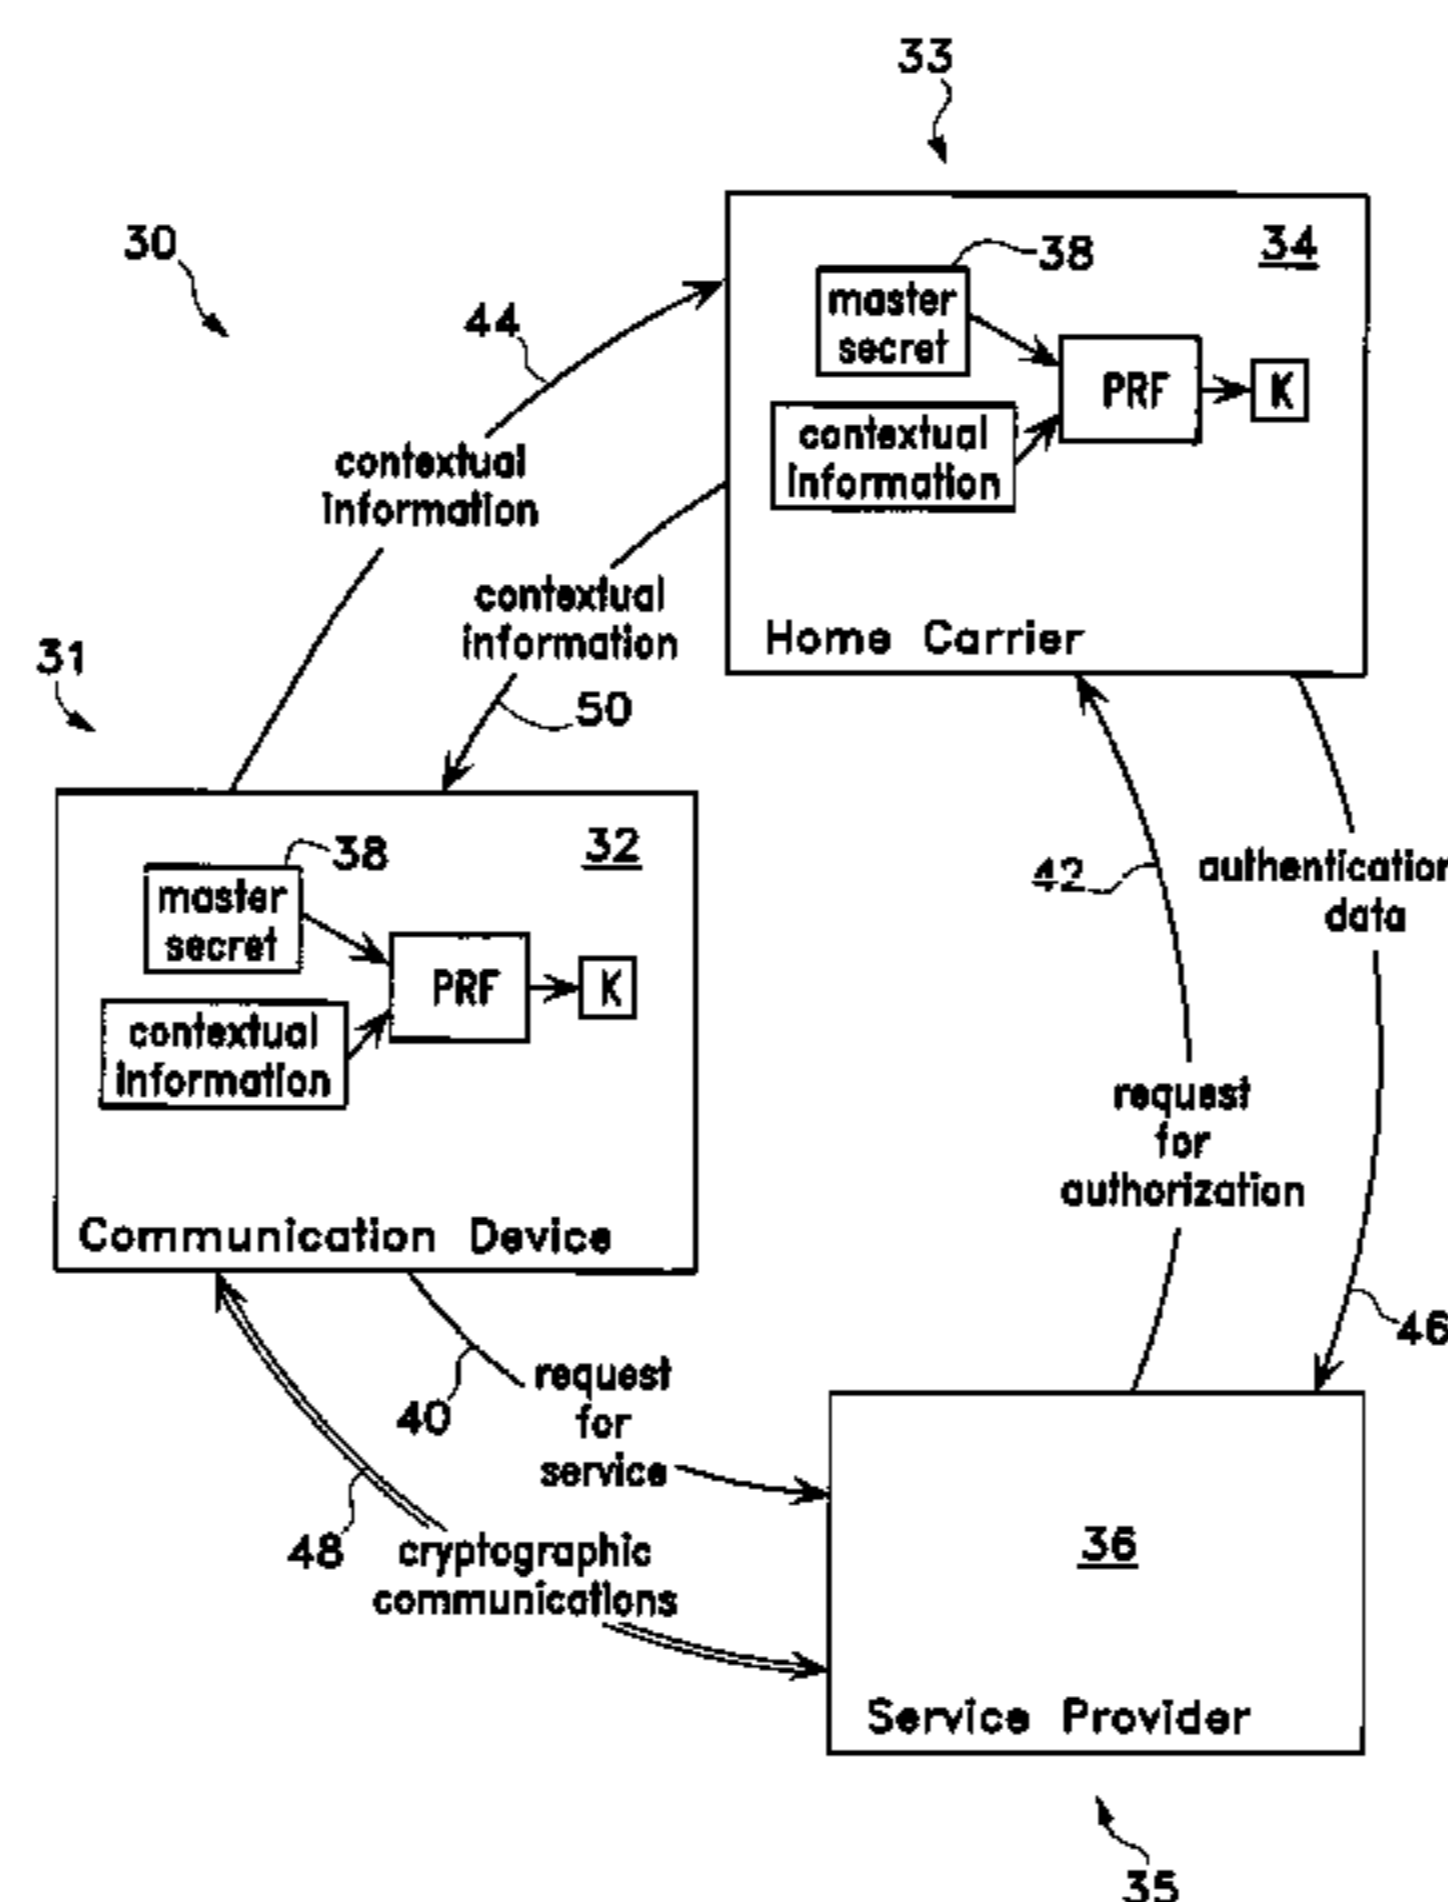 33
30
34
38
master
secret
PRF
K
contextual
information
Home Carrier
44
contextual
information
contextual
information
50
31
32
38
master
secret
PRF
K
contextual
information
Communication Device
42
authentication
data
request
for
authorization
46
40
request
for
service
48
cryptographic
communications
36
Service Provider
35